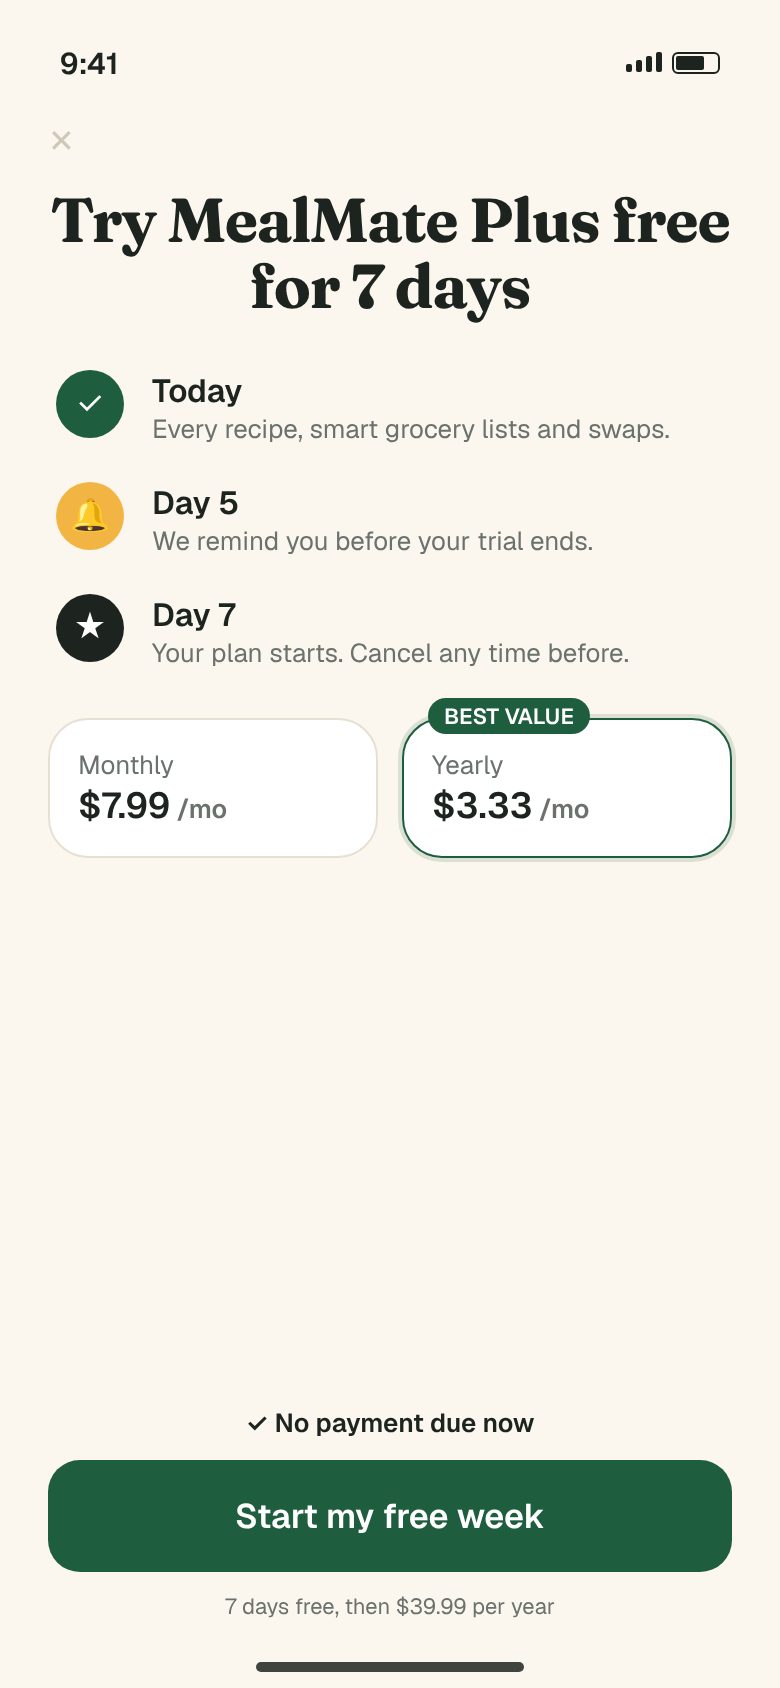 9:41
Try MealMate Plus free
for 7 days
Today
Every recipe, smart grocery lists and swaps.
Day 5
We remind you before your trial ends.
Day 7
Your plan starts. Cancel any time before.
BEST VALUE
Monthly
$7.99 /mo
Yearly
$3.33 /mo
✓ No payment due now
Start my free week
7 days free, then $39.99 per year